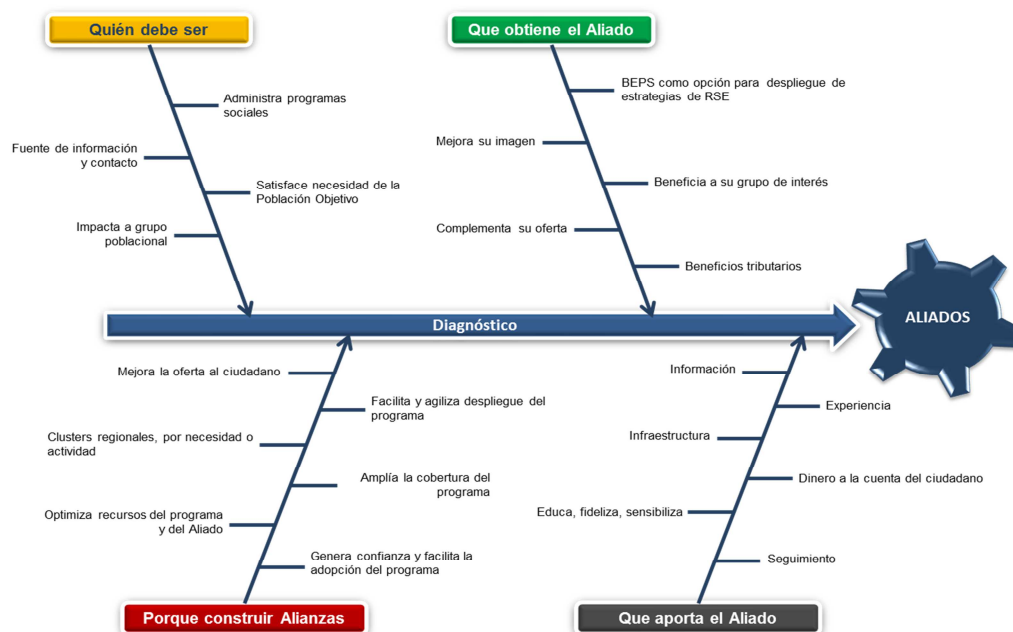 Quién debe ser
Que obtiene el Aliado
Administra programas
sociales
Fuente de información
y contacto
Satisface necesidad de la
Población Objetivo
Impacta a grupo
poblacional
BEPS como opción para despliegue de
estrategias de RSE
Mejora su imagen
Beneficia a su grupo de interés
Complementa su oferta
Beneficios tributarios
Diagnóstico
ALIADOS
Mejora la oferta al ciudadano
Facilita y agiliza despliegue del
programa
Clusters regionales, por necesidad o
actividad
Amplía la cobertura del
programa
Optimiza recursos del programa
y del Aliado
Genera confianza y facilita la
adopción del programa
Información
Experiencia
Infraestructura
Dinero a la cuenta del ciudadano
Educa, fideliza, sensibiliza
Seguimiento
Porque construir Alianzas
Que aporta el Aliado